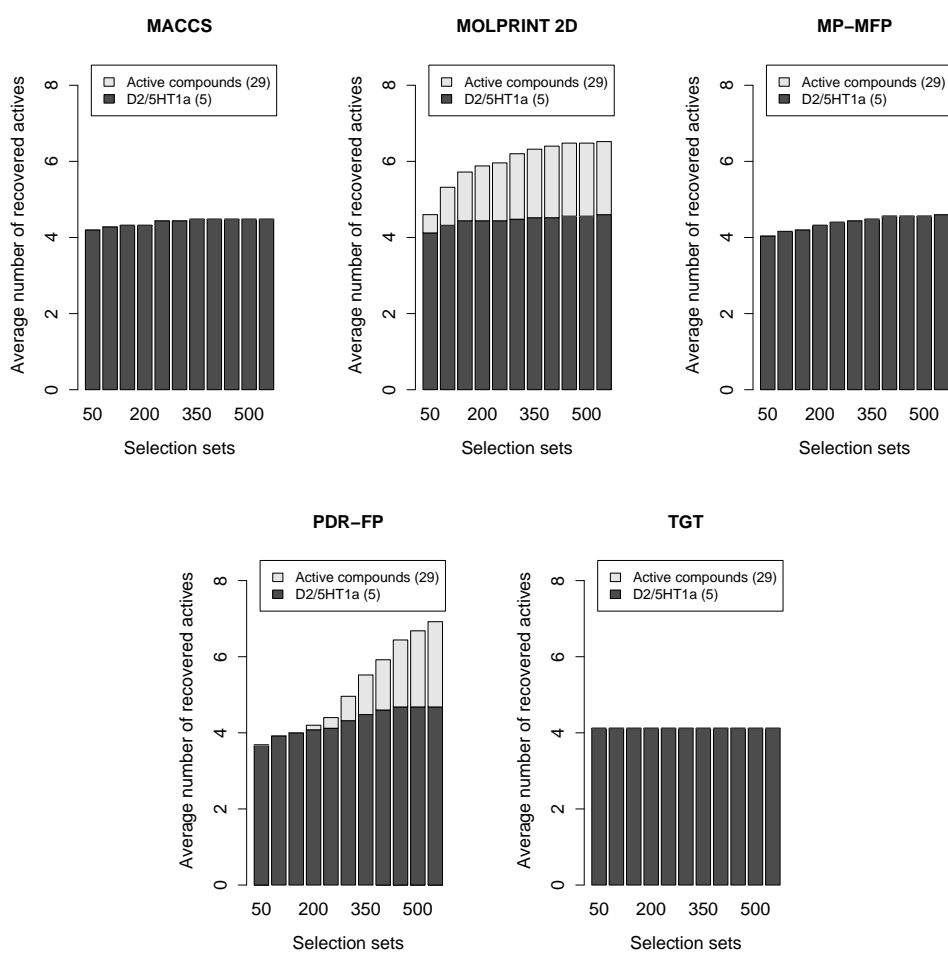 MACCS
Active compounds (29)
D2/5HT1a (5)
Average number of recovered actives
0 2 4 6 8
50 200 350 500
Selection sets
MOLPRINT 2D
Active compounds (29)
D2/5HT1a (5)
Average number of recovered actives
0 2 4 6 8
50 200 350 500
Selection sets
MP−MFP
Active compounds (29)
D2/5HT1a (5)
Average number of recovered actives
0 2 4 6 8
50 200 350 500
Selection sets
PDR−FP
Active compounds (29)
D2/5HT1a (5)
Average number of recovered actives
0 2 4 6 8
50 200 350 500
Selection sets
TGT
Active compounds (29)
D2/5HT1a (5)
Average number of recovered actives
0 2 4 6 8
50 200 350 500
Selection sets